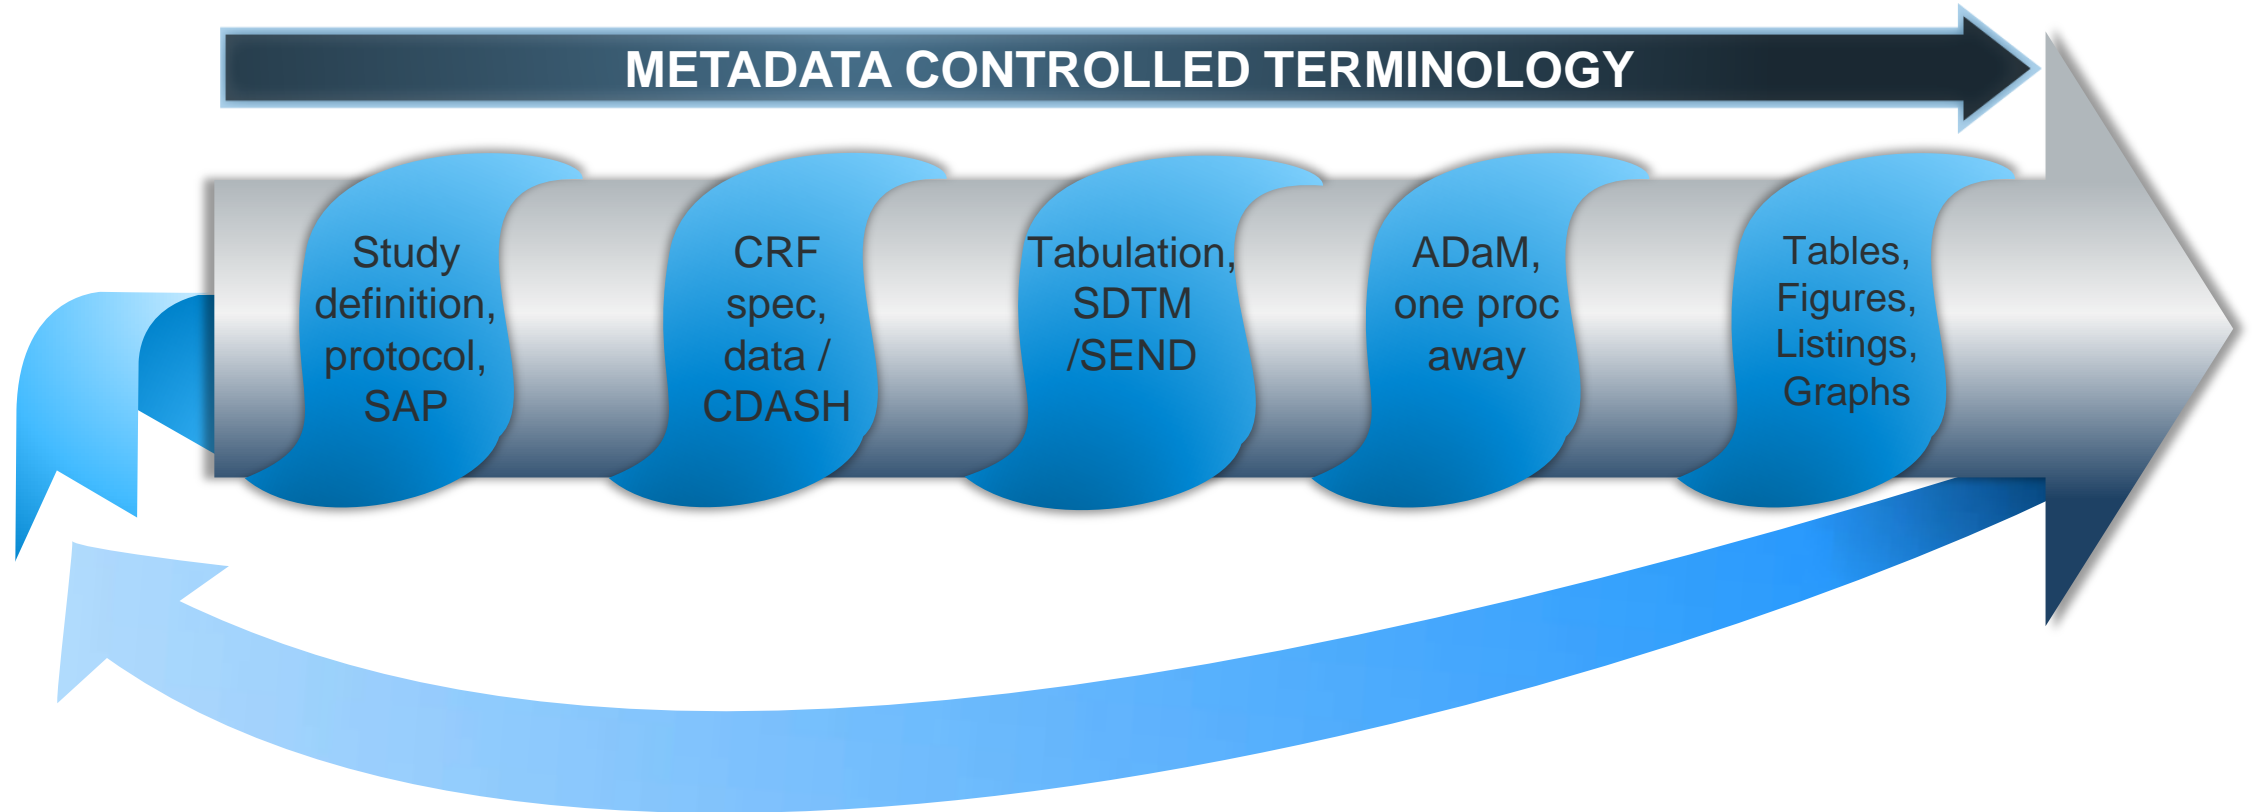 METADATA CONTROLLED TERMINOLOGY
Study
definition,
protocol,
SAP
CRF
spec,
data /
CDASH
Tabulation,
SDTM
/SEND
ADaM,
one proc
away
Tables,
Figures,
Listings,
Graphs